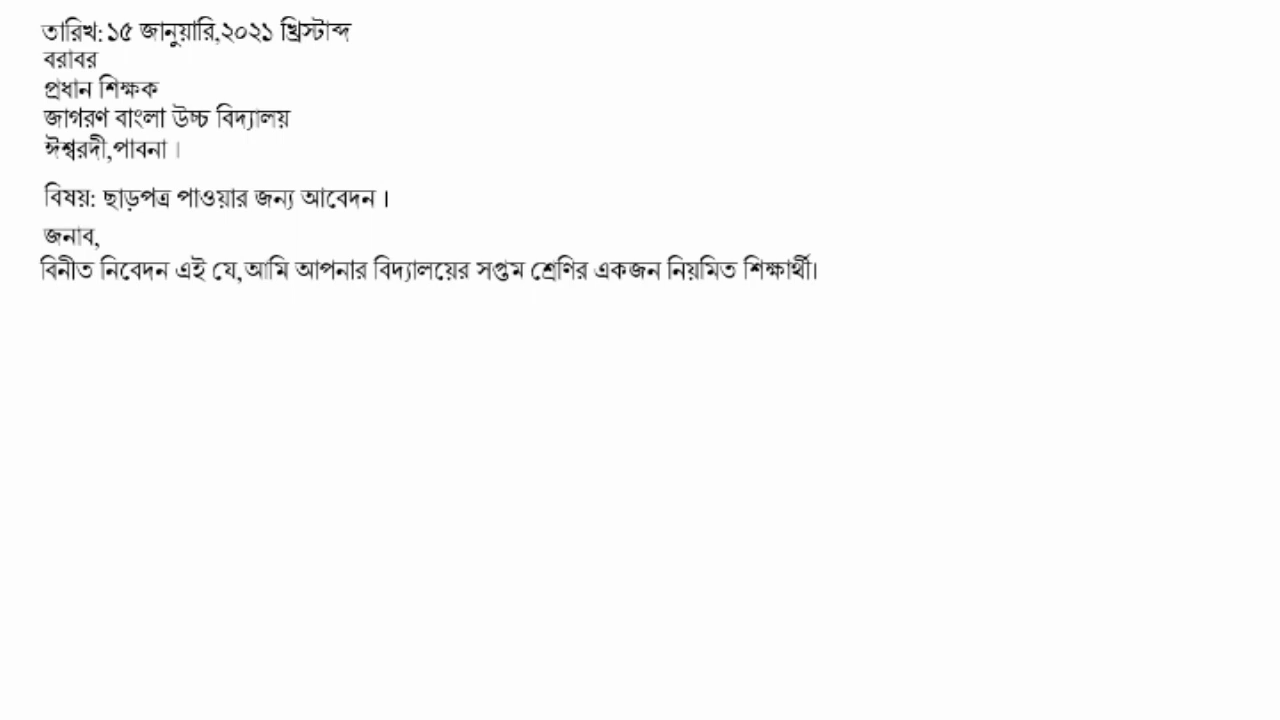 তারিখ: ১৫ জানুয়ারি,২০২১ খ্রিস্টাব্দ
বরাবর
প্রধান শিক্ষক
জাগরণ বাংলা উচ্চ বিদ্যালয়
ঈশ্বরদী,পাবনা।
বিষয়: ছাড়পত্র পাওয়ার জন্য আবেদন।
জনাব,
বিনীত নিবেদন এই যে,আমি আপনার বিদ্যালয়ের সপ্তম শ্রেণির একজন নিয়মিত শিক্ষার্থী।